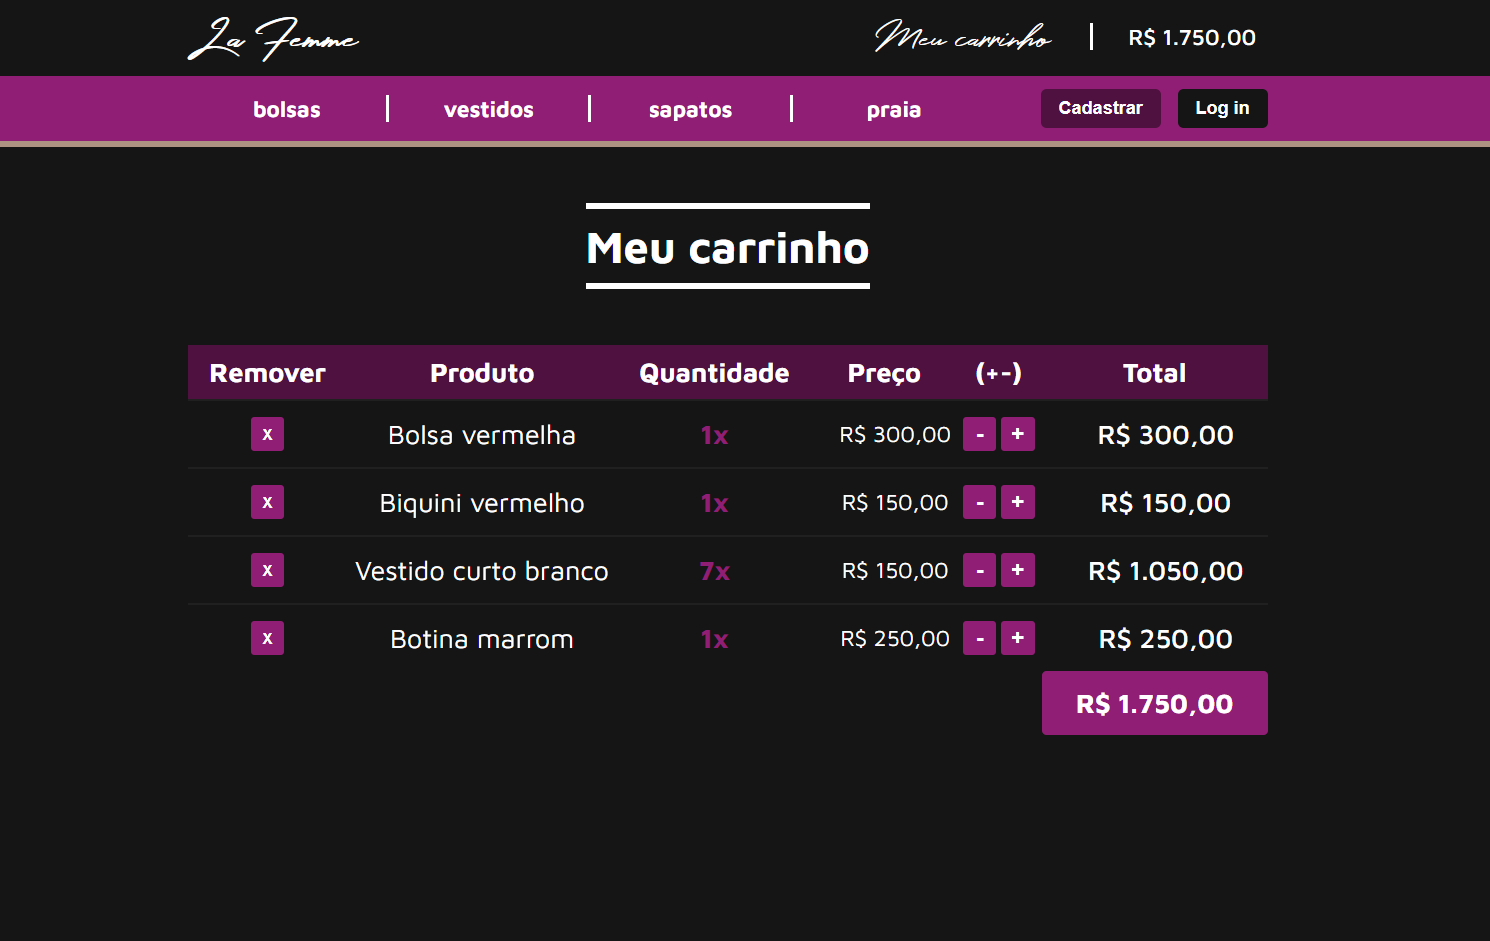 La Femme Meu carrinho R$ 1.750,00
bolsas vestidos sapatos praia Cadastrar Log in
Meu carrinho
Remover Produto Quantidade Preço (+-) Total
x Bolsa vermelha 1x R$ 300,00 - + R$ 300,00
x Biquini vermelho 1x R$ 150,00 - + R$ 150,00
x Vestido curto branco 7x R$ 150,00 - + R$ 1.050,00
x Botina marrom 1x R$ 250,00 - + R$ 250,00
R$ 1.750,00